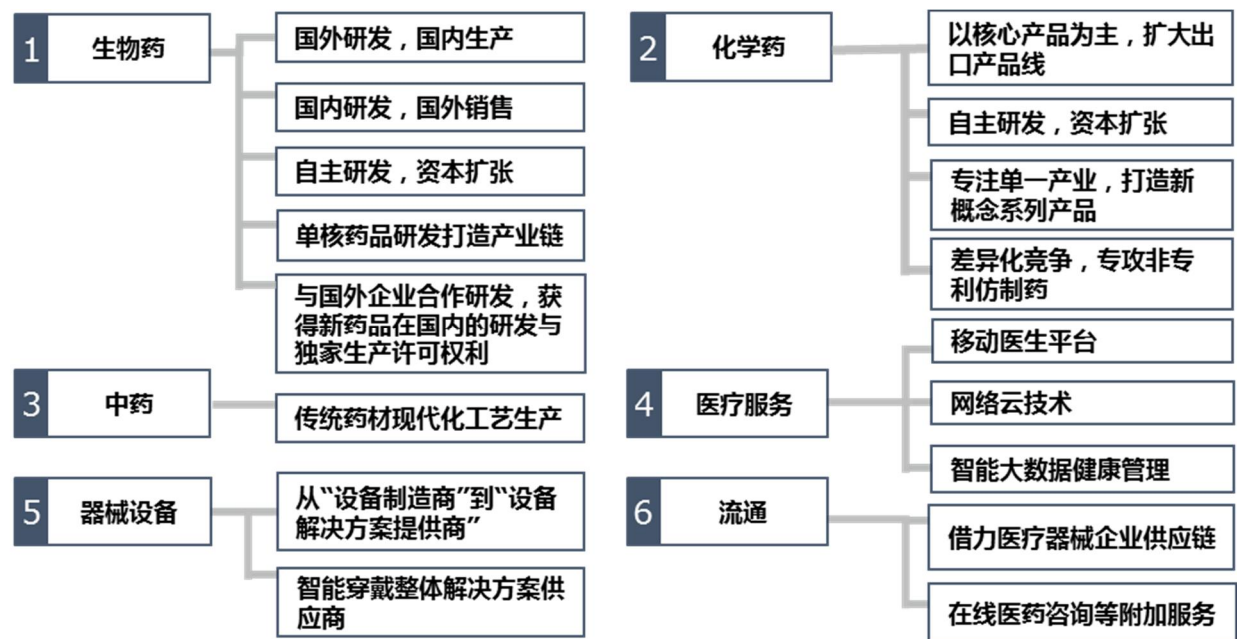 1
生物药
国外研发，国内生产
国内研发，国外销售
自主研发，资本扩张
单核药品研发打造产业链
与国外企业合作研发，获
得新药品在国内的研发与
独家生产许可权利
2
化学药
以核心产品为主，扩大出
口产品线
自主研发，资本扩张
专注单一产业，打造新
概念系列产品
差异化竞争，专攻非专
利仿制药
3
中药
传统药材现代化工艺生产
4
医疗服务
移动医生平台
网络云技术
智能大数据健康管理
5
器械设备
从“设备制造商”到“设备
解决方案提供商”
智能穿戴整体解决方案供
应商
6
流通
借力医疗器械企业供应链
在线医药咨询等附加服务